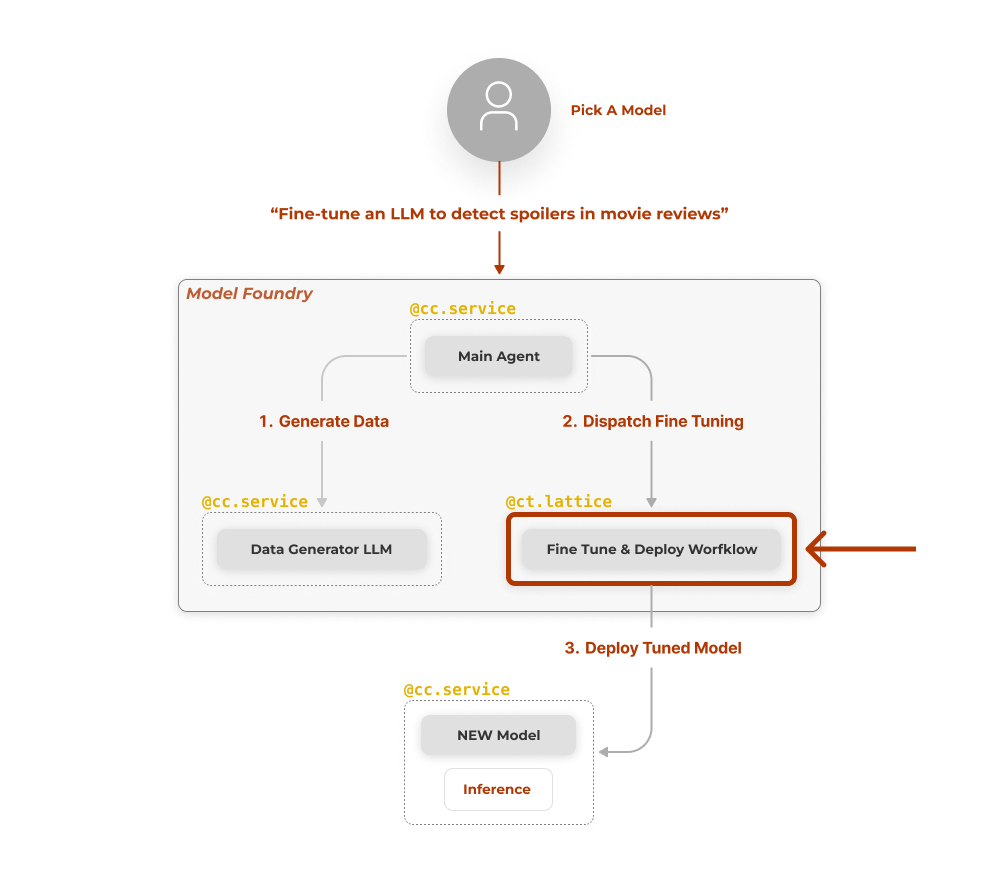 Pick A Model
“Fine-tune an LLM to detect spoilers in movie reviews”
Model Foundry
@cc.service
Main Agent
1. Generate Data
2. Dispatch Fine Tuning
@cc.service
@ct.lattice
Data Generator LLM
Fine Tune & Deploy Worfklow
3. Deploy Tuned Model
@cc.service
NEW Model
Inference